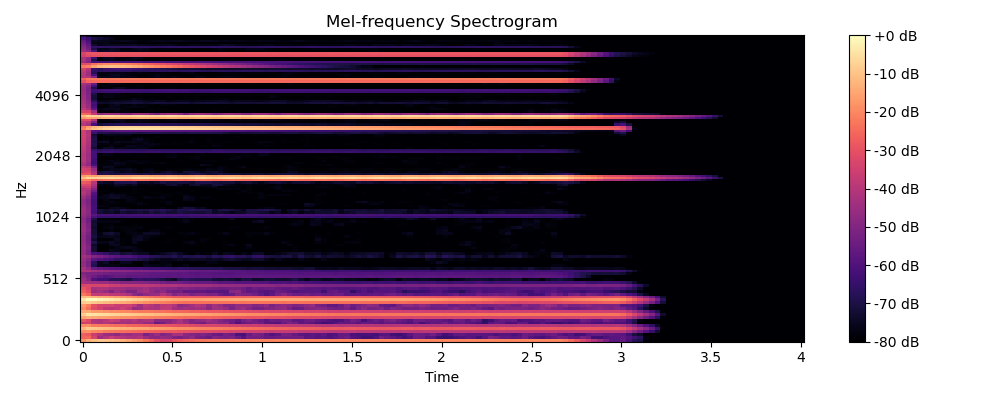 Mel-frequency Spectrogram
Hz
4096
2048
1024
512
0
0
0.5
1
1.5
2
2.5
3
3.5
4
Time
+0 dB
-10 dB
-20 dB
-30 dB
-40 dB
-50 dB
-60 dB
-70 dB
-80 dB